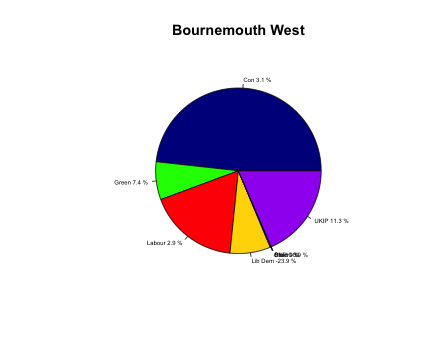 Bournemouth West
Con 3.1 %
Green 7.4 %
UKIP 11.3 %
Labour 2.9 %
Lib Dem -23.9 %